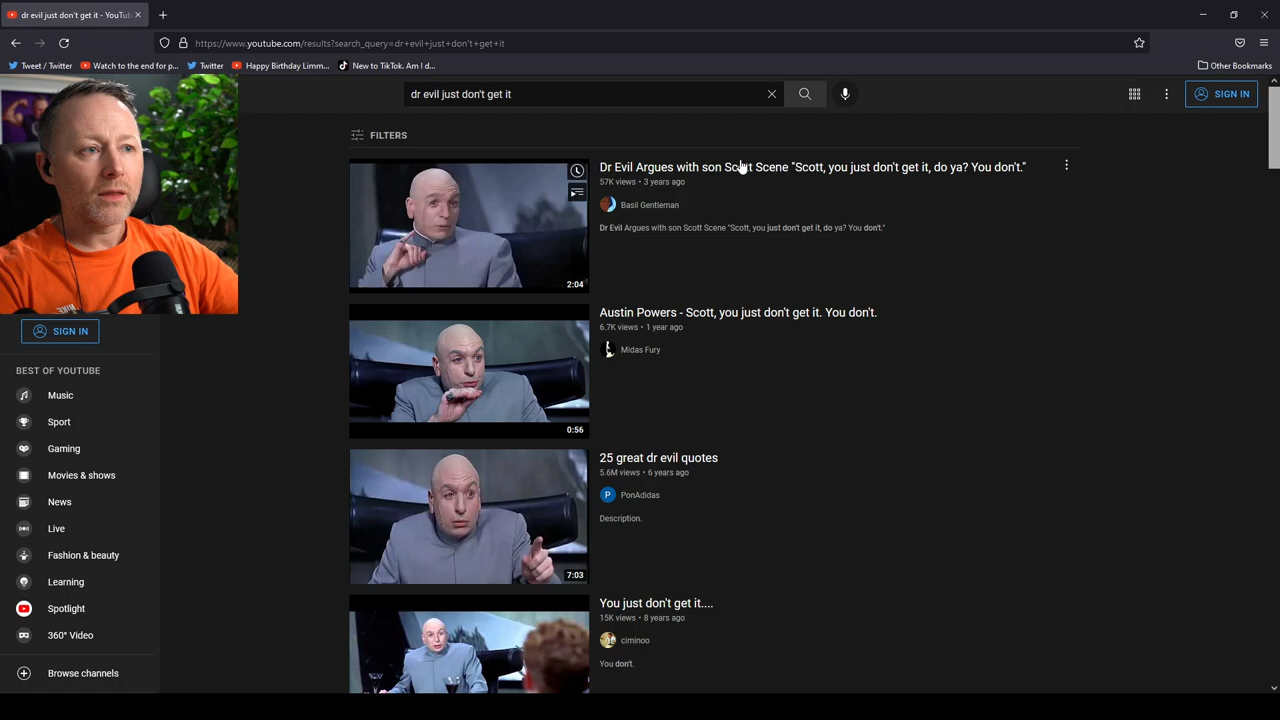 dr evil just don't get it - YouTu
https://www.youtube.com/results?search_query=dr+evil+just+don't+get+it
Tweet / Twitter
Watch to the end for p...
Twitter
Happy Birthday Limm...
New to TikTok. Am I d...
Other Bookmarks
dr evil just don't get it
SIGN IN
FILTERS
Dr Evil Argues with son Scott Scene "Scott, you just don't get it, do ya? You don't."
57K views • 3 years ago
Basil Gentleman
Dr Evil Argues with son Scott Scene "Scott, you just don't get it, do ya? You don't."
2:04
Austin Powers - Scott, you just don't get it. You don't.
6.7K views • 1 year ago
Midas Fury
0:56
25 great dr evil quotes
5.6M views • 6 years ago
P PonAdidas
Description.
7:03
You just don't get it....
15K views • 8 years ago
ciminoo
You don't.
SIGN IN
BEST OF YOUTUBE
Music
Sport
Gaming
Movies & shows
News
Live
Fashion & beauty
Learning
Spotlight
360° Video
Browse channels